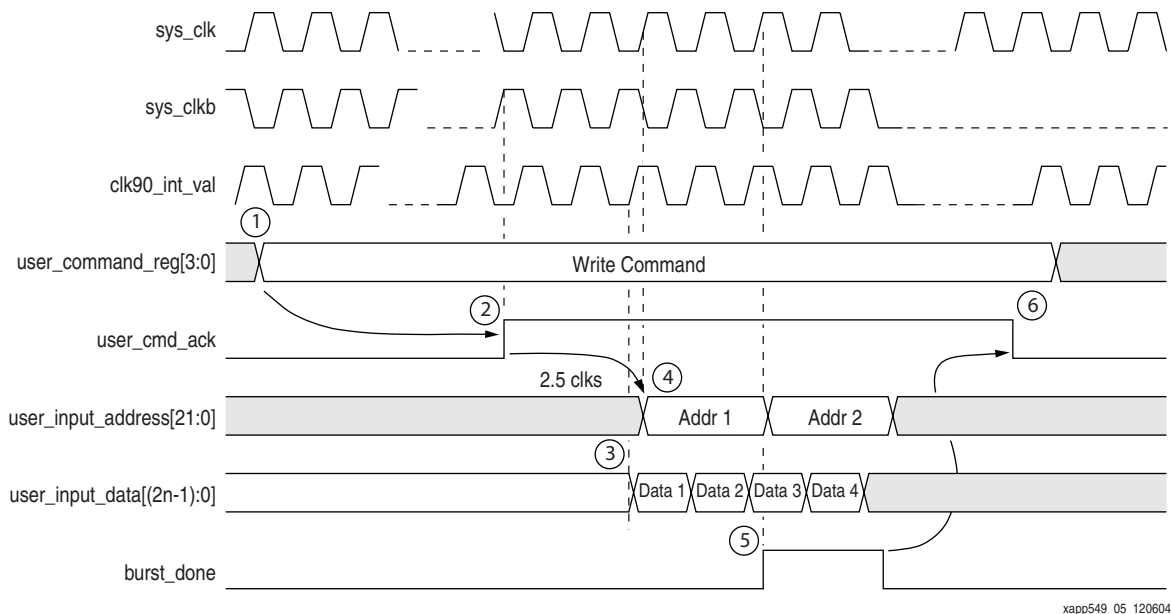 sys_clk
sys_clkb
clk90_int_val
1
user_command_reg[3:0] Write Command
2 6
user_cmd_ack
2.5 clks 4
user_input_address[21:0] Addr 1 Addr 2
3
user_input_data[(2n-1):0] Data 1 Data 2 Data 3 Data 4
5
burst_done
xapp549_05_120604